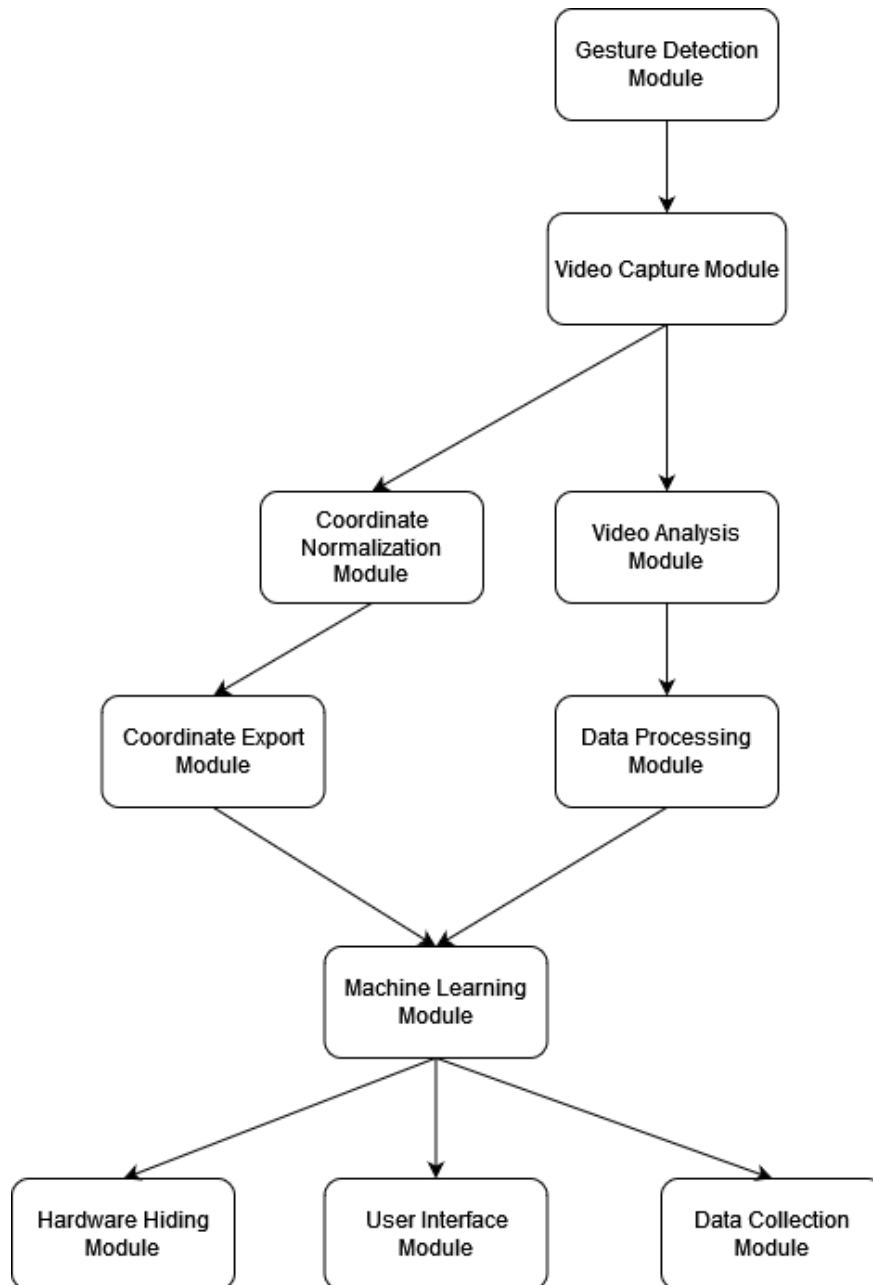 Gesture Detection
Module
Video Capture Module
Coordinate
Normalization
Module
Video Analysis
Module
Coordinate Export
Module
Data Processing
Module
Machine Learning
Module
Hardware Hiding
Module
User Interface
Module
Data Collection
Module